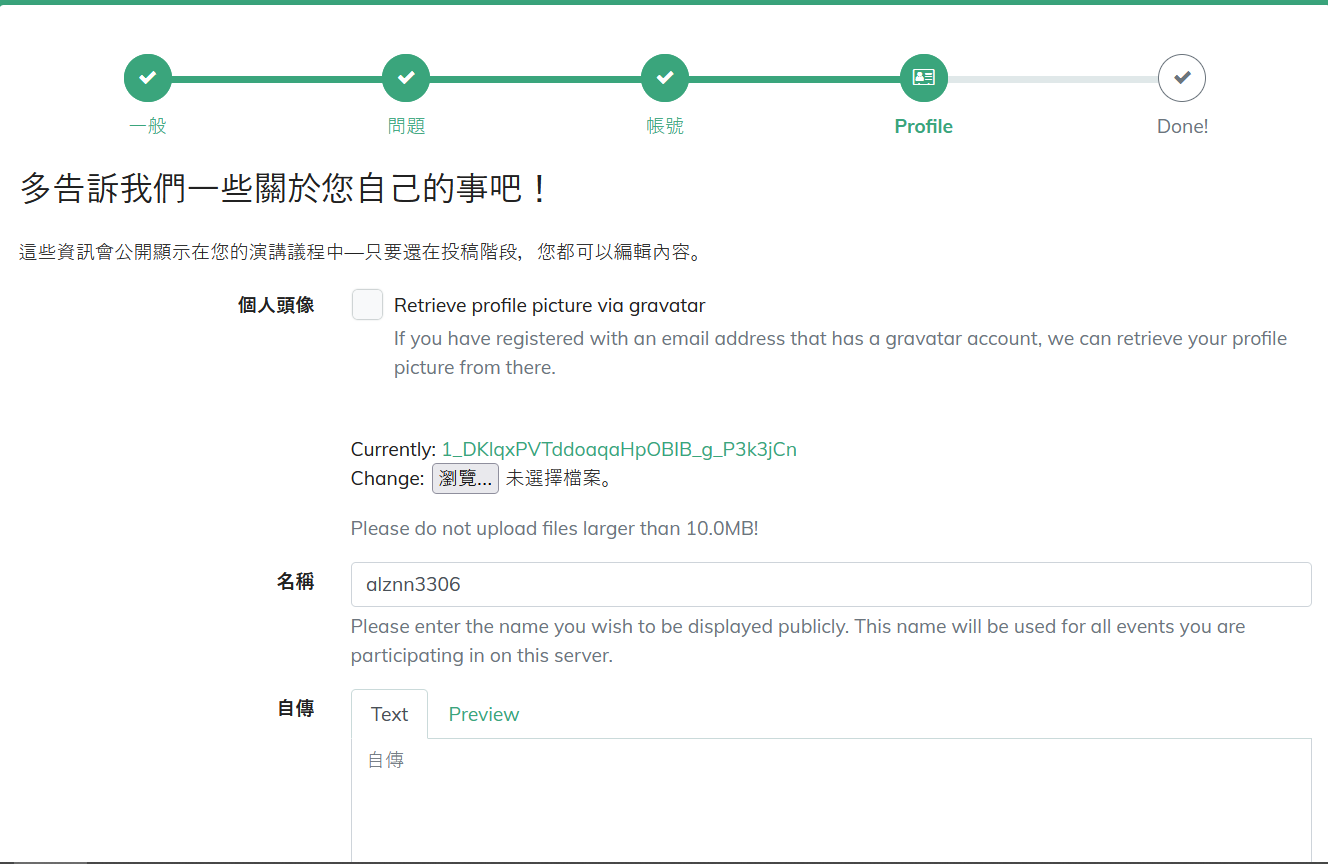 一般
問題
帳號
Profile
Done!
多告訴我們一些關於您自己的事吧！
這些資訊會公開顯示在您的演講議程中—只要還在投稿階段，您都可以編輯內容。
個人頭像
Retrieve profile picture via gravatar
If you have registered with an email address that has a gravatar account, we can retrieve your profile
picture from there.
Currently: 1_DKlqxPVTddoaqaHpOBIB_g_P3k3jCn
Change: 瀏覽... 未選擇檔案。
Please do not upload files larger than 10.0MB!
名稱
alznn3306
Please enter the name you wish to be displayed publicly. This name will be used for all events you are
participating in on this server.
自傳
Text
Preview
自傳